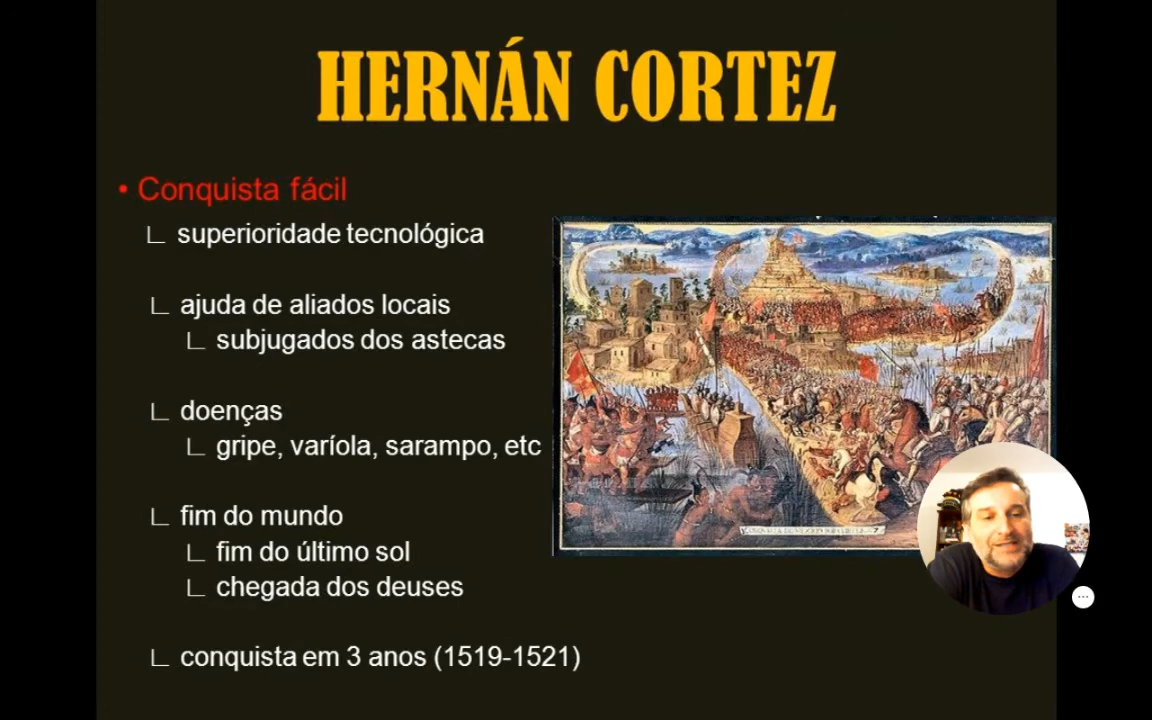 HERNÁN CORTEZ
• Conquista fácil
∟ superioridade tecnológica
∟ ajuda de aliados locais
∟ subjugados dos astecas
∟ doenças
∟ gripe, varíola, sarampo, etc
∟ fim do mundo
∟ fim do último sol
∟ chegada dos deuses
∟ conquista em 3 anos (1519-1521)